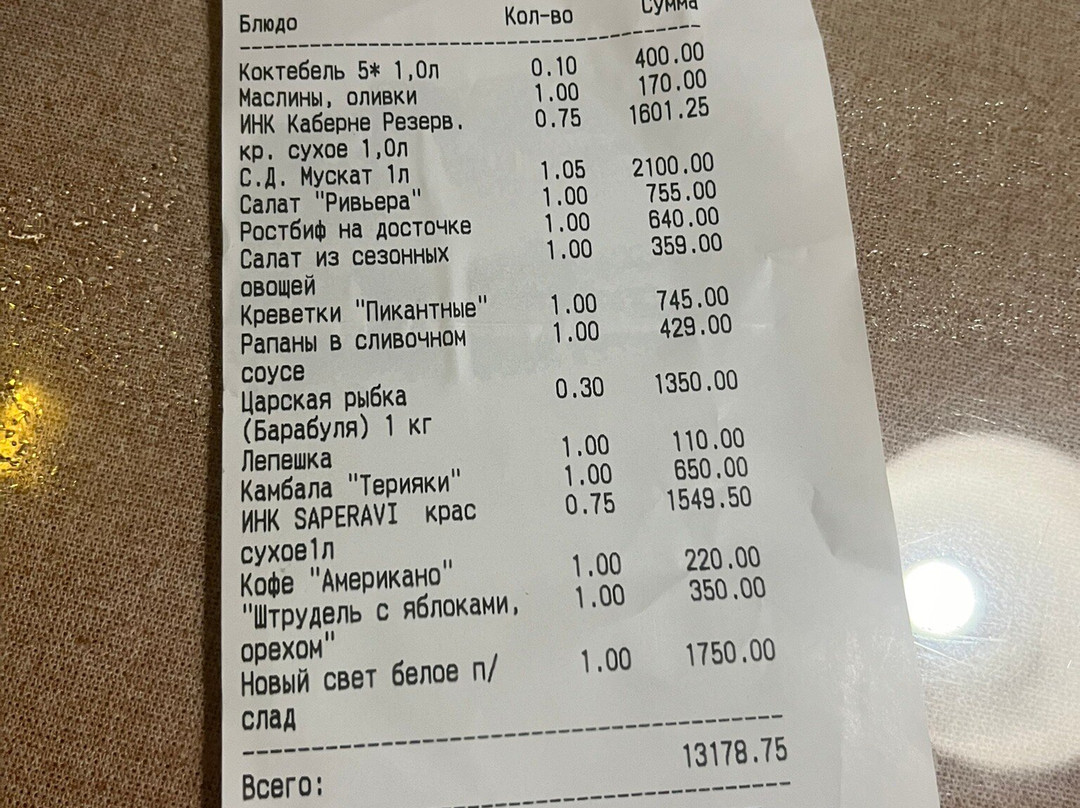 Блюдо Кол-во Сумма
Коктебель 5* 1,0л 0.10 400.00
Маслины, оливки 1.00 170.00
ИНК Каберне Резерв. 0.75 1601.25
кр. сухое 1,0л
С.Д. Мускат 1л 1.05 2100.00
Салат "Ривьера" 1.00 755.00
Ростбиф на досточке 1.00 640.00
Салат из сезонных 1.00 359.00
овощей
Креветки "Пикантные" 1.00 745.00
Рапаны в сливочном 1.00 429.00
соусе
Царская рыбка 0.30 1350.00
(Барабуля) 1 кг
Лепешка 1.00 110.00
Камбала "Терияки" 1.00 650.00
ИНК SAPERAVI крас 0.75 1549.50
сухое1л
Кофе "Американо" 1.00 220.00
"Штрудель с яблоками, 1.00 350.00
орехом"
Новый свет белое п/ 1.00 1750.00
слад
Всего: 13178.75